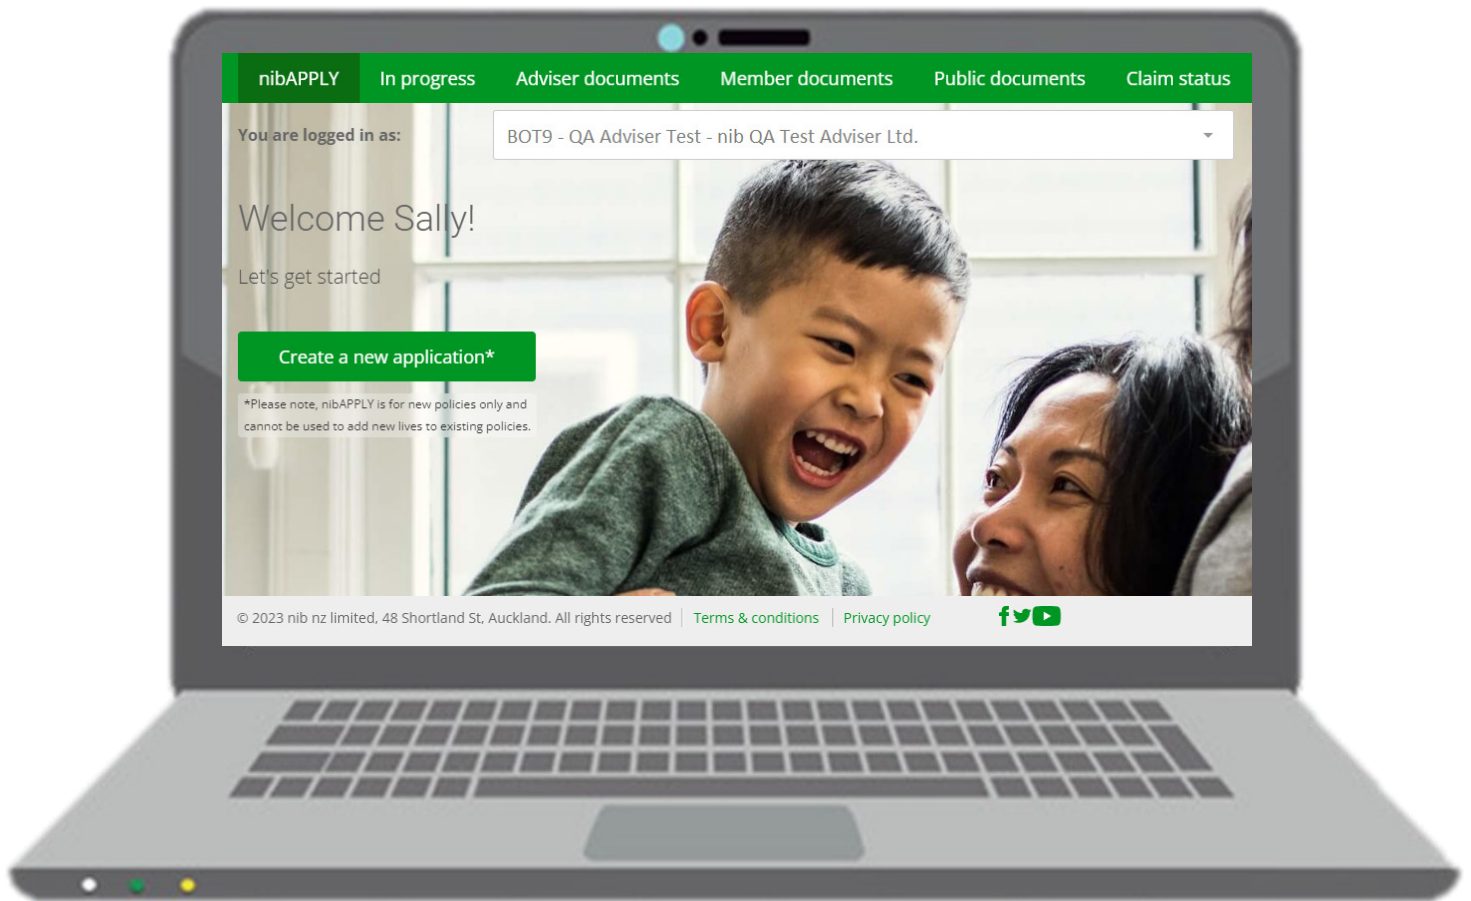 nibAPPLY In progress Adviser documents Member documents Public documents Claim status
You are logged in as: BOT9 - QA Adviser Test - nib QA Test Adviser Ltd.
Welcome Sally!
Let's get started
Create a new application*
*Please note, nibAPPLY is for new policies only and
cannot be used to add new lives to existing policies.
© 2023 nib nz limited, 48 Shortland St, Auckland. All rights reserved Terms & conditions Privacy policy